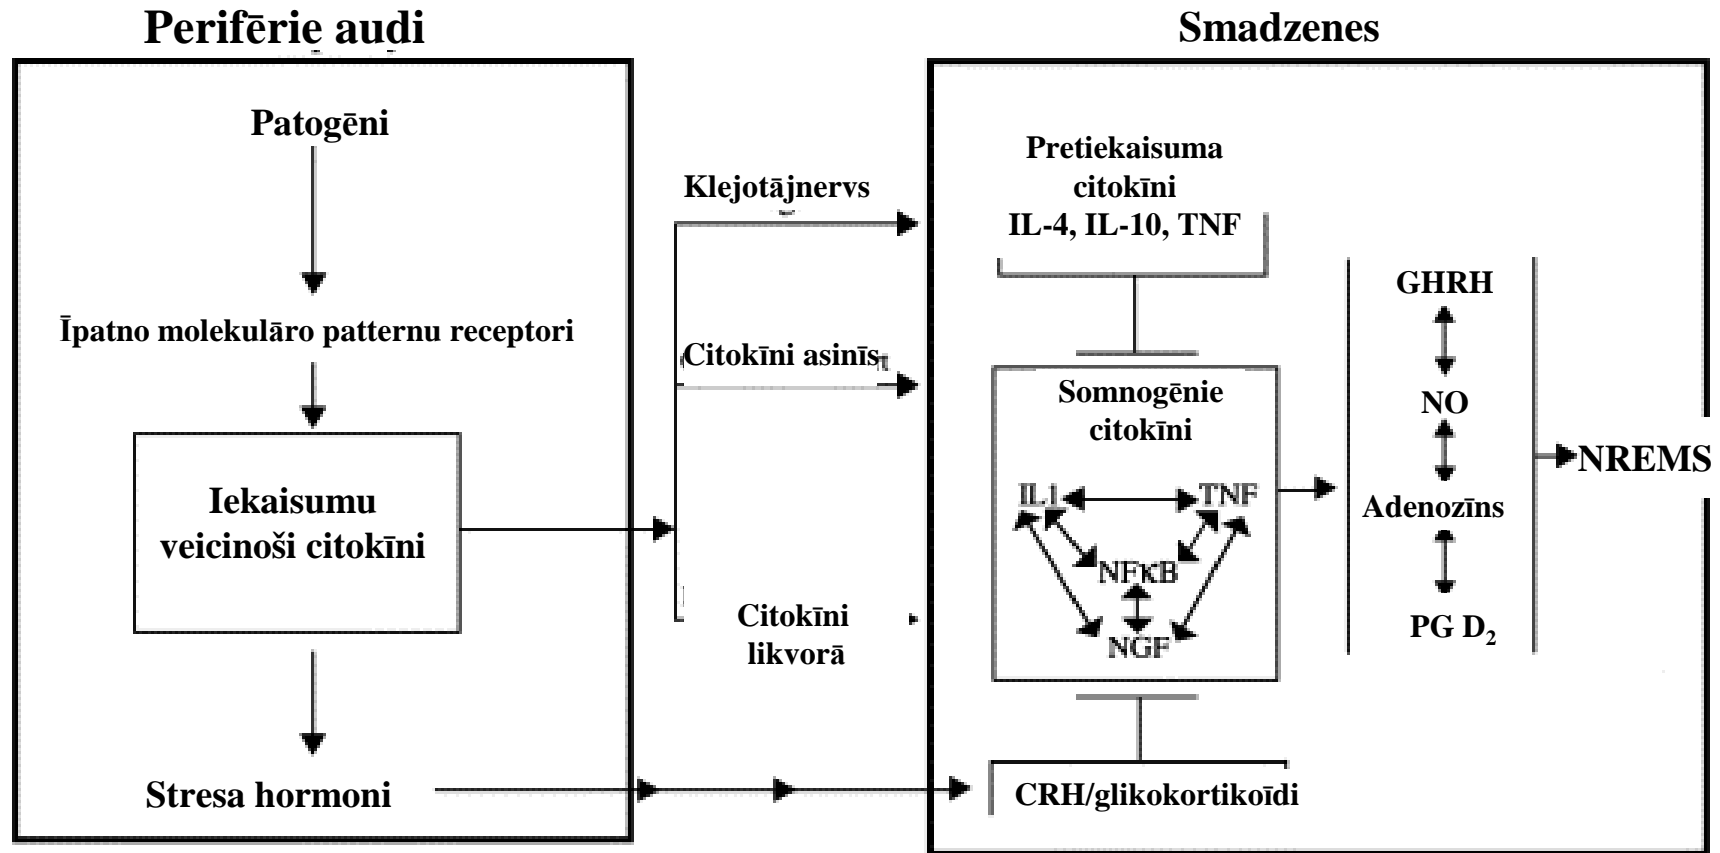 Perifērie audi
Smadzenes
Patogēni
Īpatno molekulāro patternu receptori
Iekaisumu
veicinoši citokīni
Stresa hormoni
Klejotājnervs
Citokīni asinīs
Citokīni
likvorā
Pretiekaisuma
citokīni
IL-4, IL-10, TNF
Somnogēnie
citokīni
IL1
TNF
NFκB
NGF
CRH/glikokortikoīdi
GHRH
NO
Adenozīns
PG D₂
NREMS